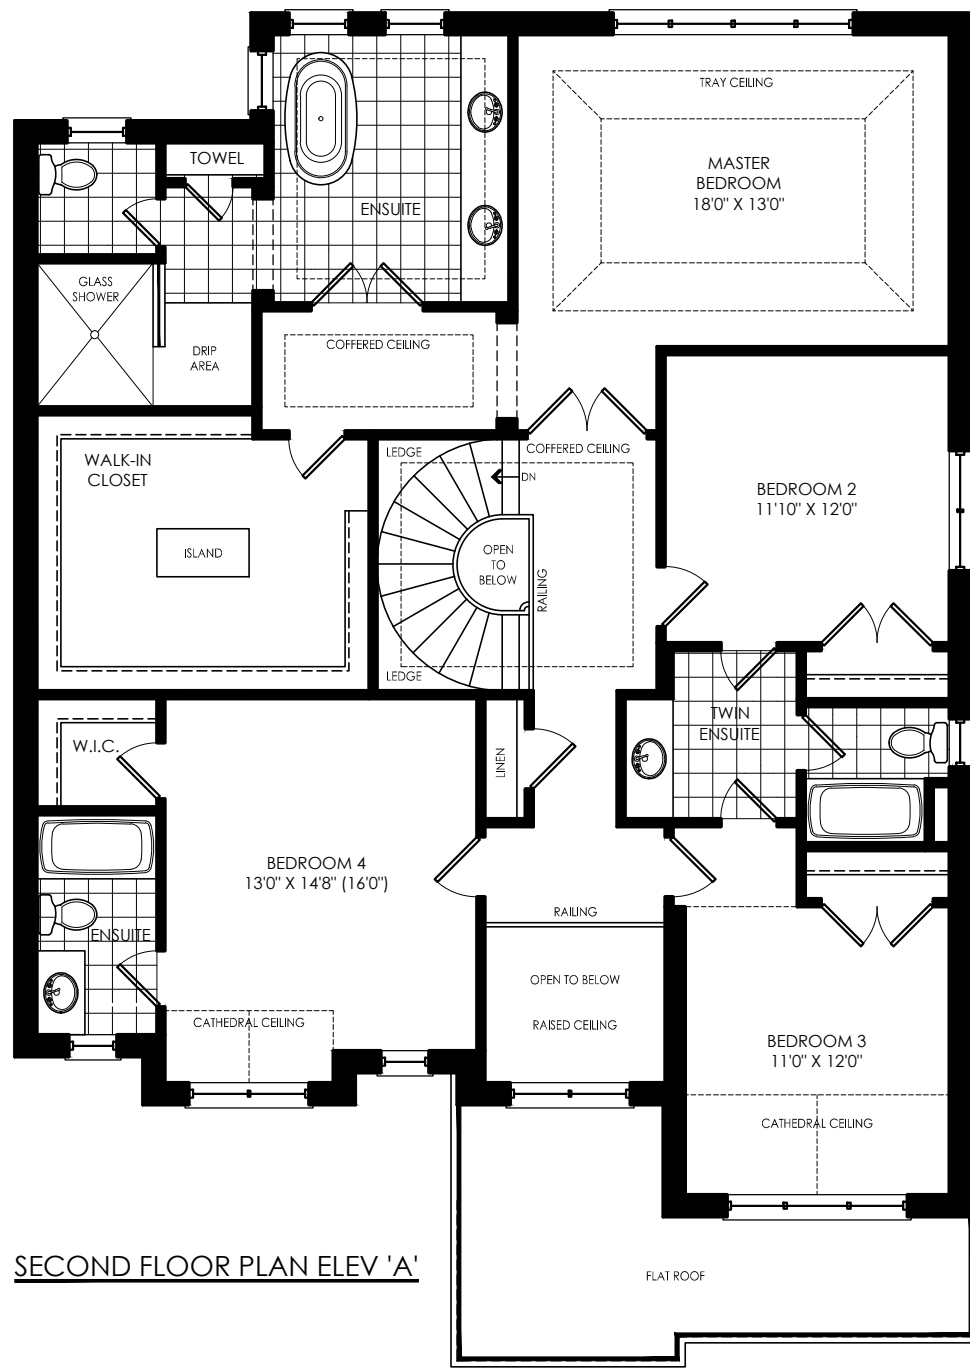 TRAY CEILING
TOWEL
MASTER
BEDROOM
18'0" X 13'0"
ENSUITE
GLASS
SHOWER
COFFERED CEILING
DRIP
AREA
LEDGE
COFFERED CEILING
WALK-IN
CLOSET
DN
BEDROOM 2
11'10" X 12'0"
ISLAND
OPEN
TO
BELOW
RAILING
LEDGE
TWIN
ENSUITE
W.I.C.
LINEN
BEDROOM 4
13'0" X 14'8" (16'0")
RAILING
ENSUITE
OPEN TO BELOW
CATHEDRAL CEILING
RAISED CEILING
BEDROOM 3
11'0" X 12'0"
CATHEDRAL CEILING
SECOND FLOOR PLAN ELEV 'A'
FLAT ROOF